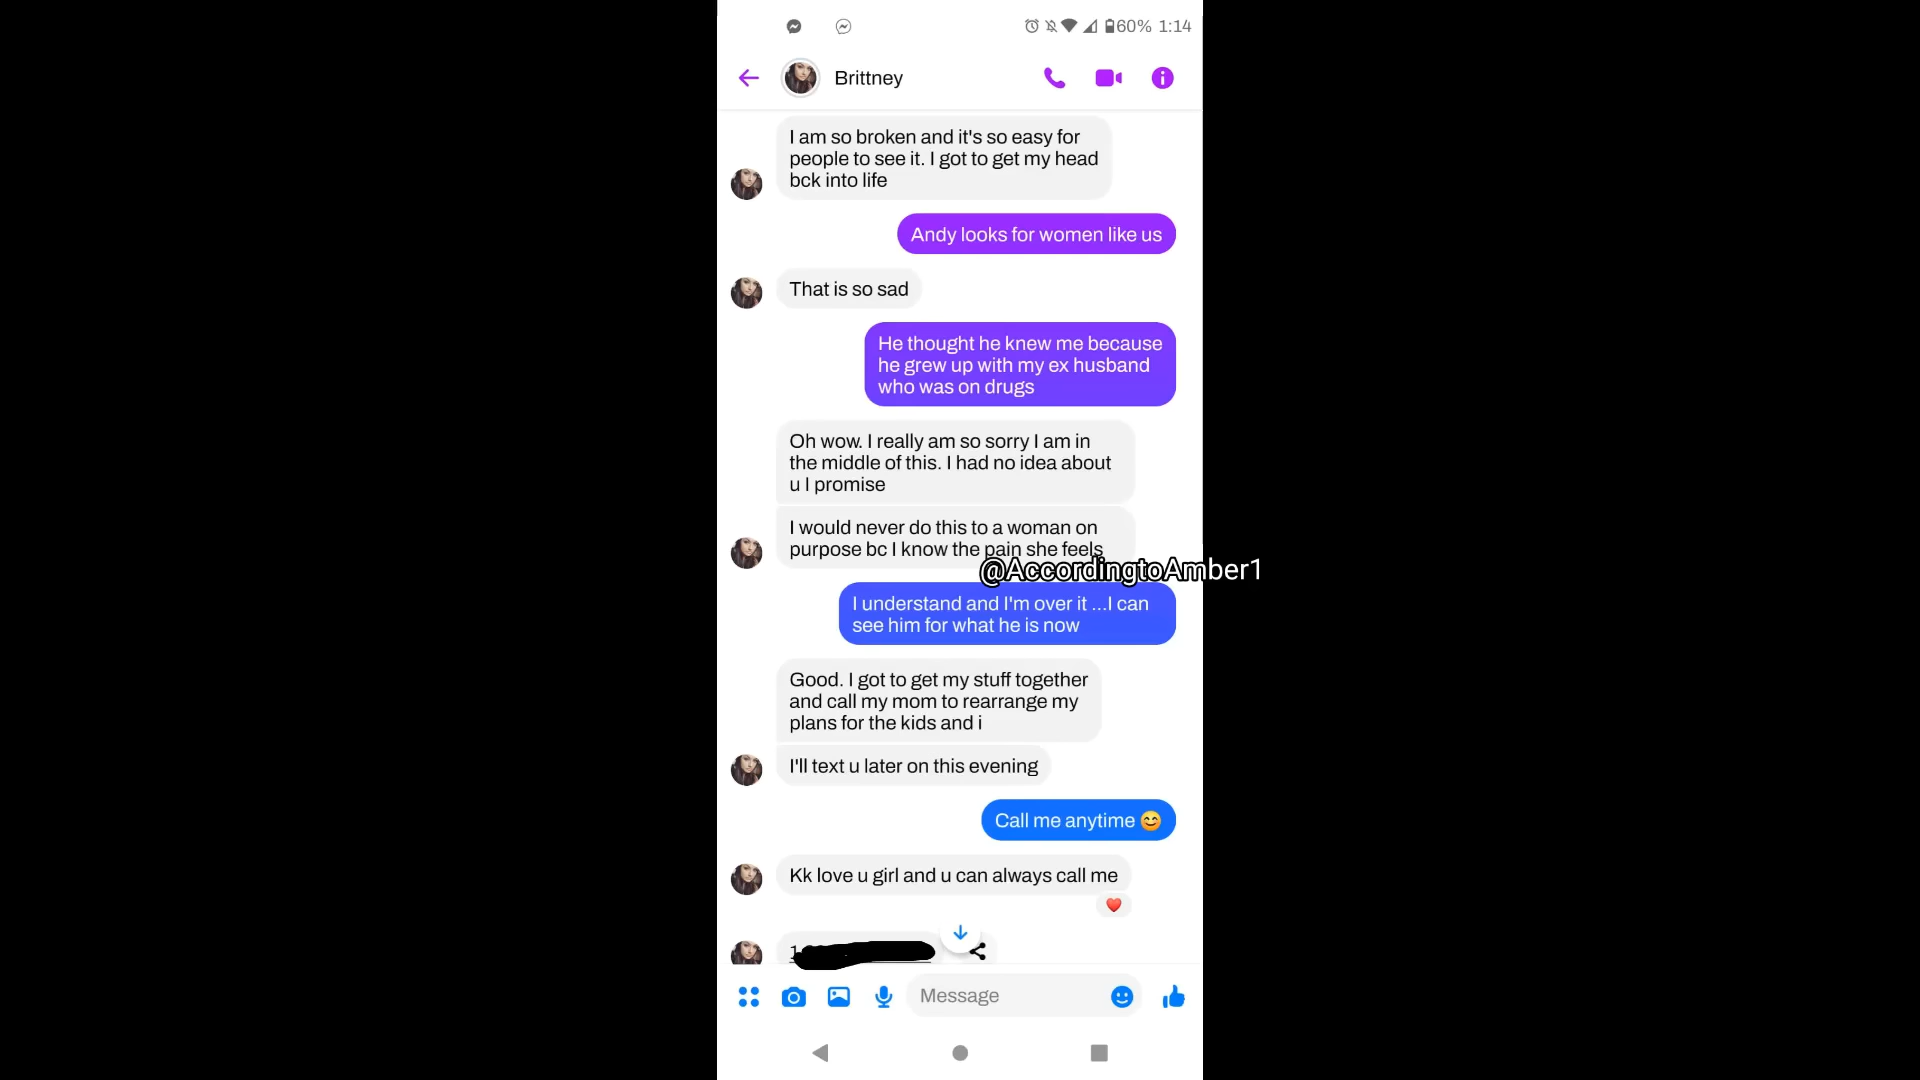 60% 1:14
Brittney
I am so broken and it's so easy for
people to see it. I got to get my head
bck into life
Andy looks for women like us
That is so sad
He thought he knew me because
he grew up with my ex husband
who was on drugs
Oh wow. I really am so sorry I am in
the middle of this. I had no idea about
u I promise
I would never do this to a woman on
purpose bc I know the pain she feels
@AccordingtoAmber1
I understand and I'm over it ...I can
see him for what he is now
Good. I got to get my stuff together
and call my mom to rearrange my
plans for the kids and i
I'll text u later on this evening
Call me anytime 😊
Kk love u girl and u can always call me
Message